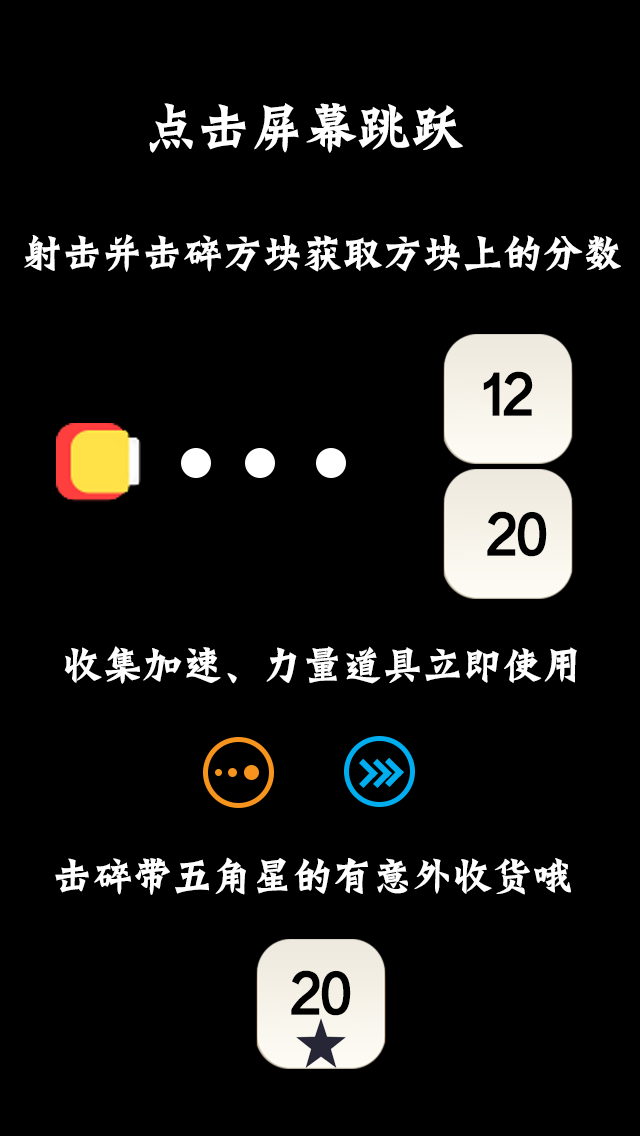 点击屏幕跳跃
射击并击碎方块获取方块上的分数
12
20
收集加速、力量道具立即使用
击碎带五角星的有意外收货哦
20